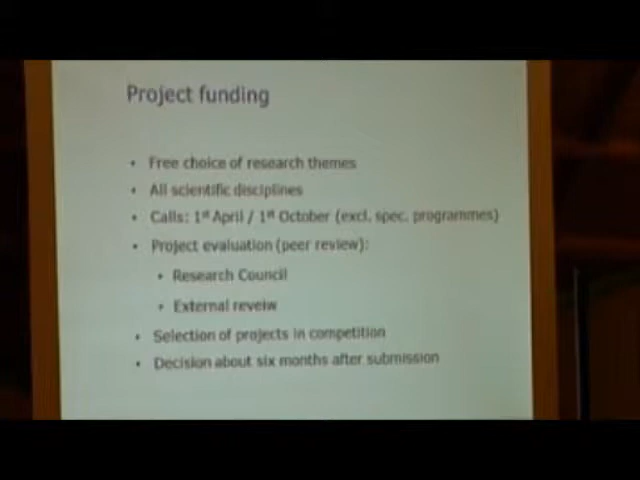 Project funding
• Free choice of research themes
• All scientific disciplines
• Calls: 1st April / 1st October (excl. spec. programmes)
• Project evaluation (peer review):
• Research Council
• External reveiw
• Selection of projects in competition
• Decision about six months after submission